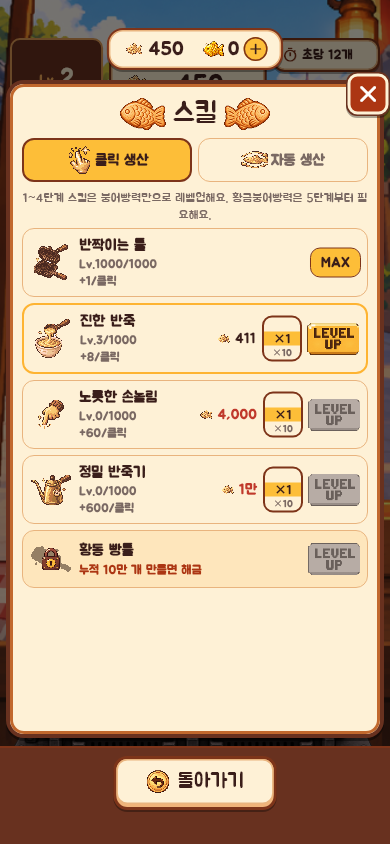 450
0
초당 12개
Lv 2
450
스킬
클릭 생산
자동 생산
1~4단계 스킬은 붕어빵력만으로 레벨업해요. 황금붕어빵력은 5단계부터 필
요해요.
반짝이는 틀
Lv.1000/1000
+1/클릭
MAX
진한 반죽
Lv.3/1000
+8/클릭
411
×1
×10
LEVEL
UP
노릇한 손놀림
Lv.0/1000
+60/클릭
4,000
×1
×10
LEVEL
UP
정밀 반죽기
Lv.0/1000
+600/클릭
1만
×1
×10
LEVEL
UP
황동 빵틀
누적 10만 개 만들면 해금
LEVEL
UP
돌아가기